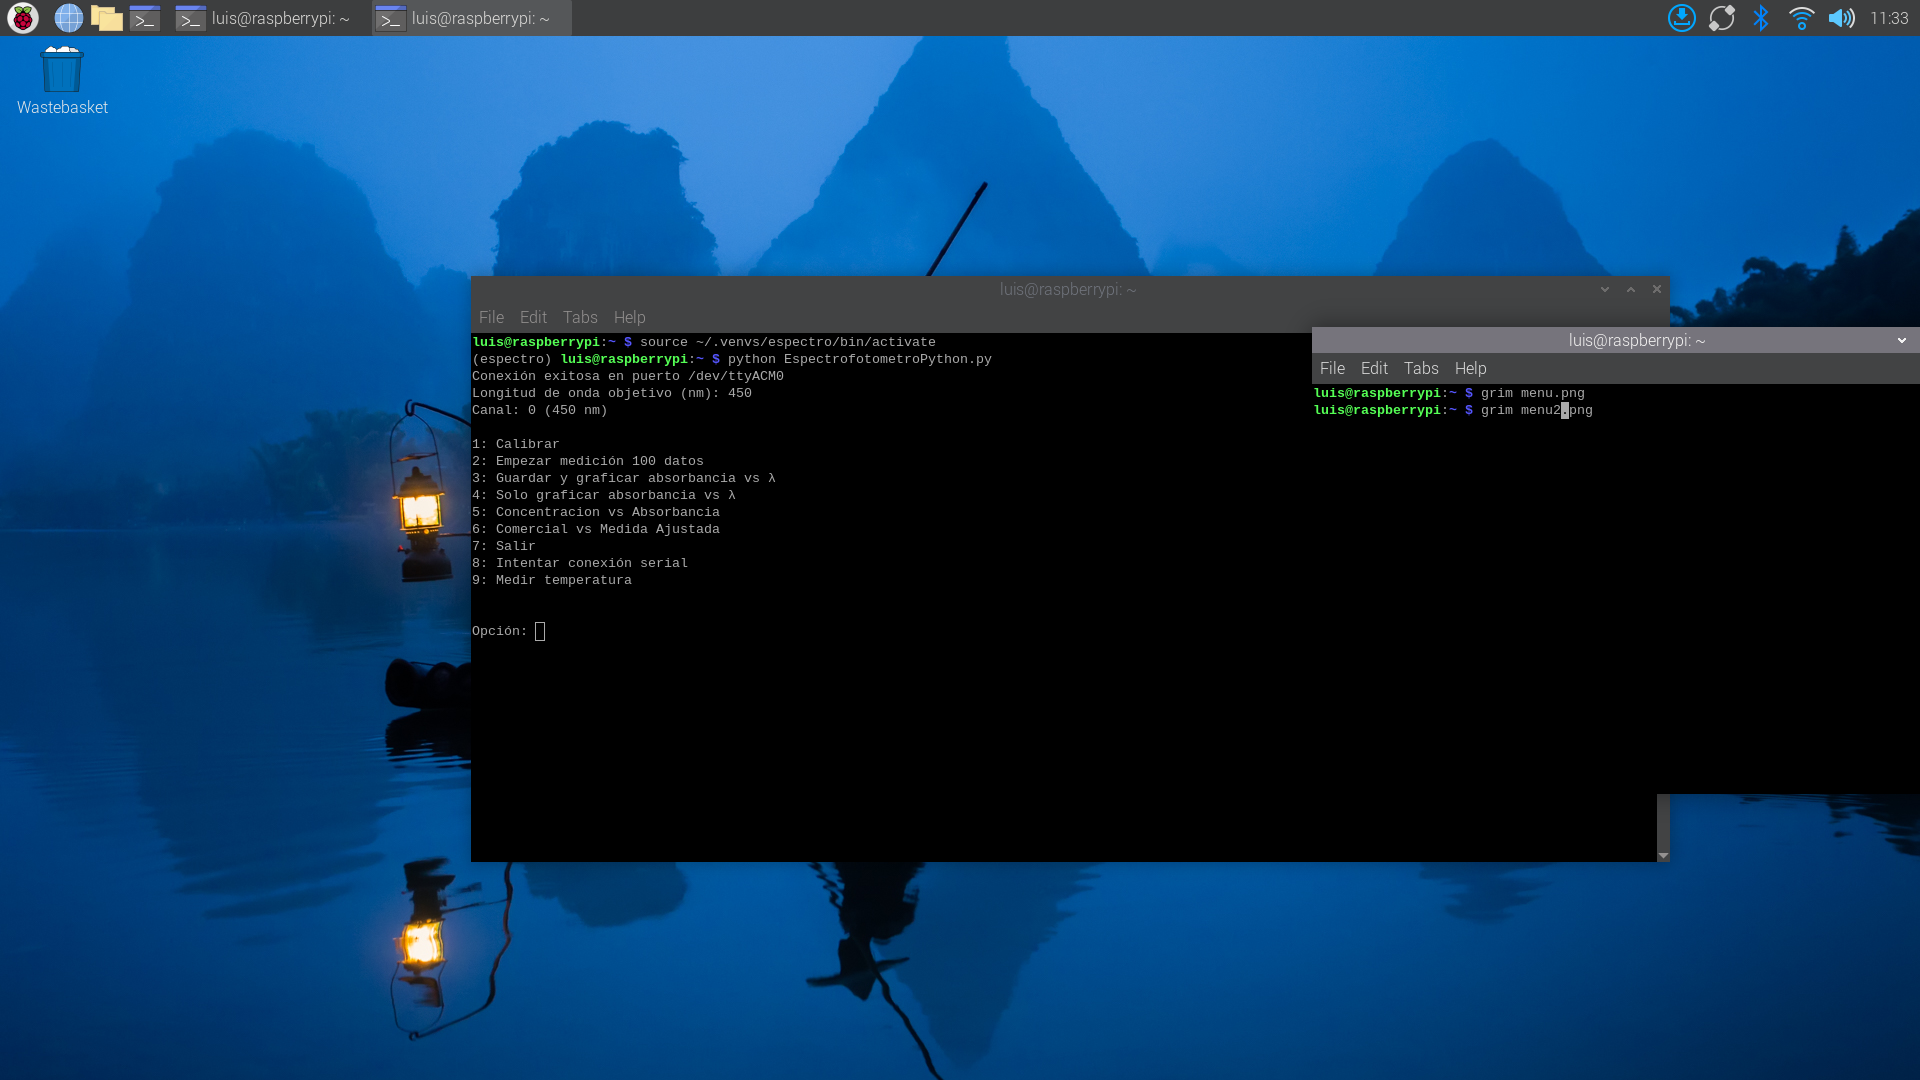 luis@raspberrypi: ~
luis@raspberrypi: ~
11:33
Wastebasket
luis@raspberrypi: ~
File Edit Tabs Help
luis@raspberrypi:~ $ source ~/.venvs/espectro/bin/activate
(espectro) luis@raspberrypi:~ $ python EspectrofotometroPython.py
Conexión exitosa en puerto /dev/ttyACM0
Longitud de onda objetivo (nm): 450
Canal: 0 (450 nm)
1: Calibrar
2: Empezar medición 100 datos
3: Guardar y graficar absorbancia vs λ
4: Solo graficar absorbancia vs λ
5: Concentracion vs Absorbancia
6: Comercial vs Medida Ajustada
7: Salir
8: Intentar conexión serial
9: Medir temperatura
Opción:
luis@raspberrypi: ~
File Edit Tabs Help
luis@raspberrypi:~ $ grim menu.png
luis@raspberrypi:~ $ grim menu2.png